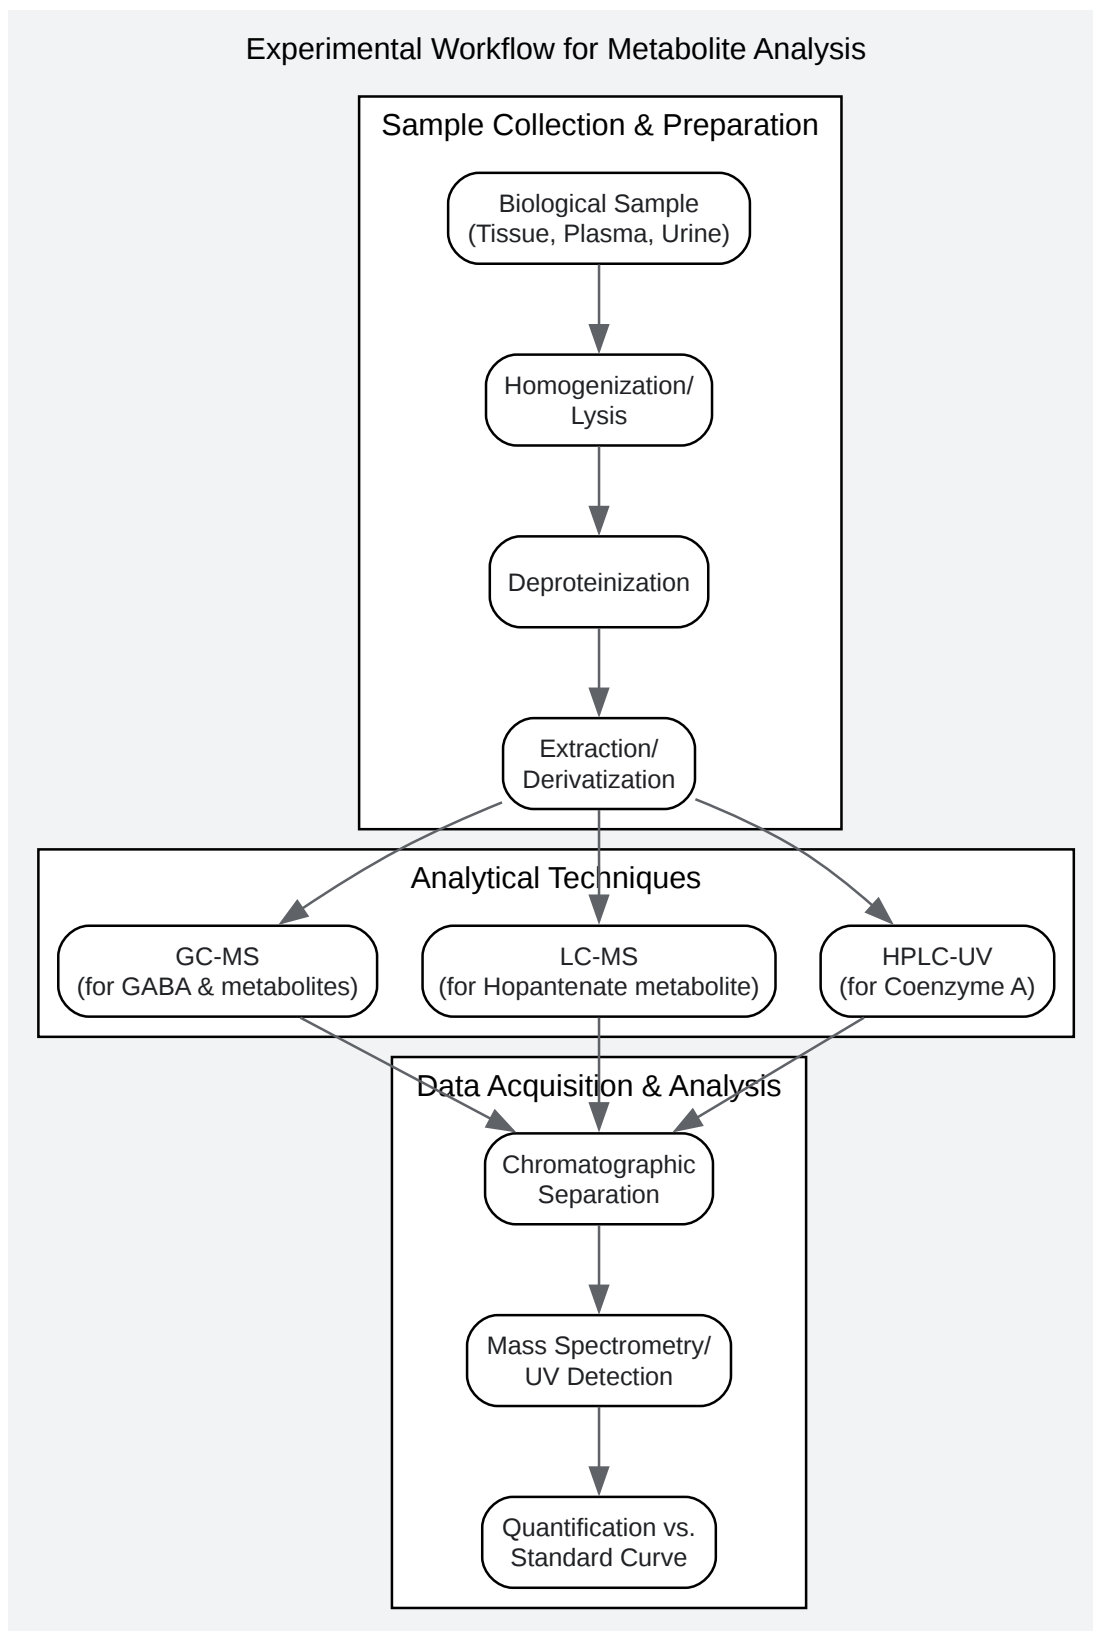 Experimental Workflow for Metabolite Analysis
Sample Collection & Preparation
Biological Sample
(Tissue, Plasma, Urine)
Homogenization/
Lysis
Deproteinization
Extraction/
Derivatization
Analytical Techniques
GC-MS
(for GABA & metabolites)
LC-MS
(for Hopantenate metabolite)
HPLC-UV
(for Coenzyme A)
Data Acquisition & Analysis
Chromatographic
Separation
Mass Spectrometry/
UV Detection
Quantification vs.
Standard Curve